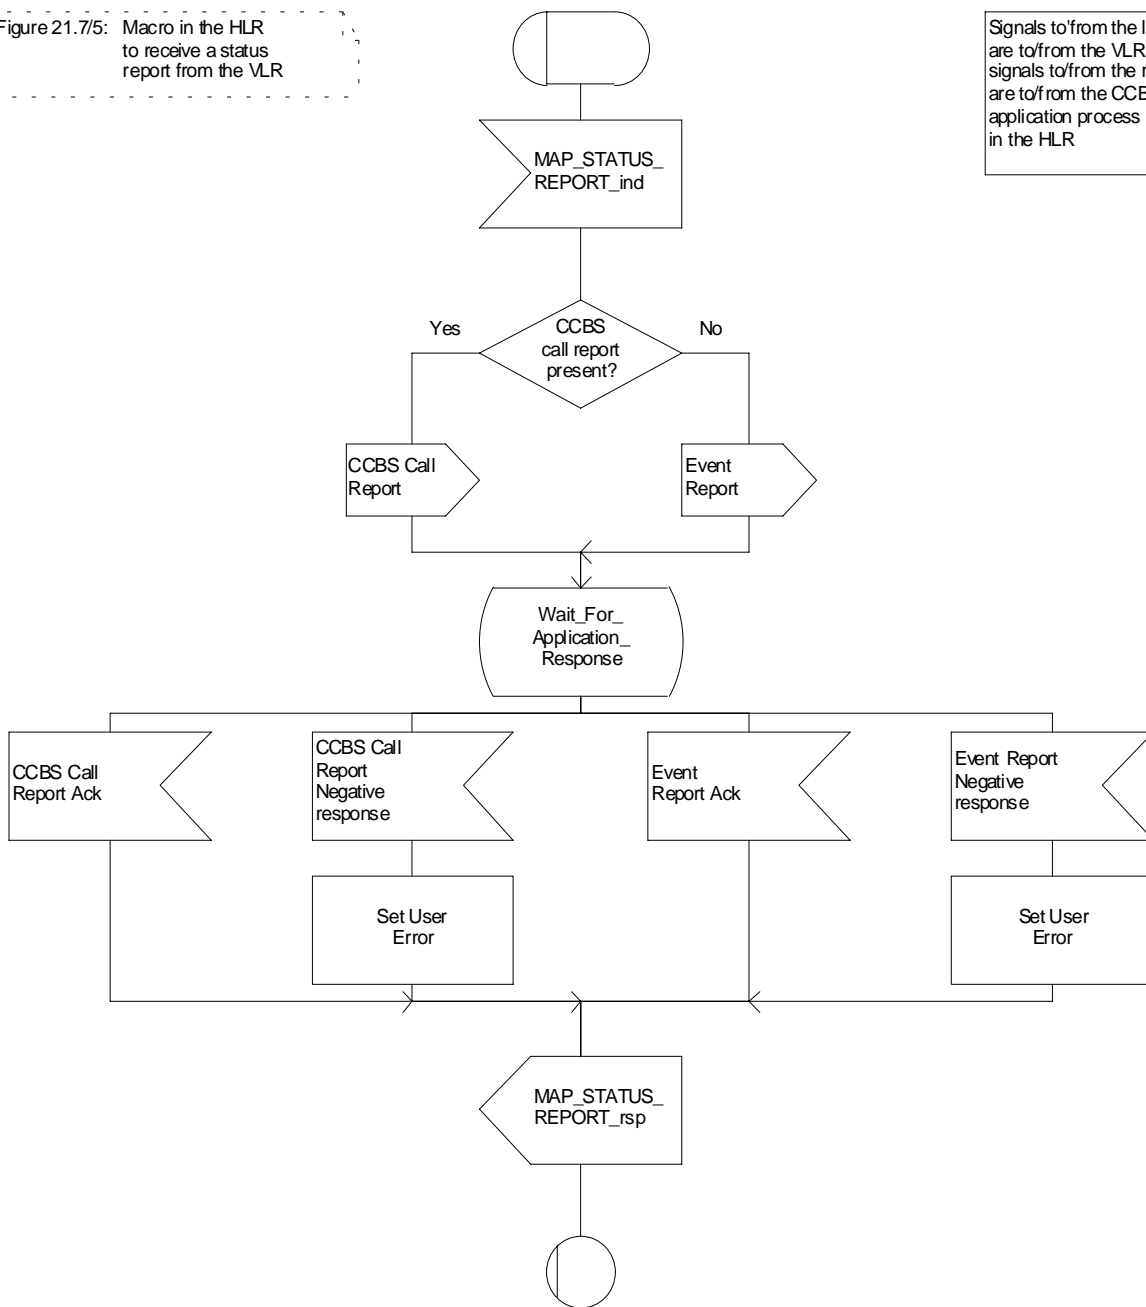 Figure 21.7/5: Macro in the HLR
to receive a status
report from the VLR
Signals to'from the
are to/from the VLR
signals to/from the
are to/from the
application process
in the HLR
MAP_STATUS_
REPORT_ind
CCBS
call report
present?
Yes
No
CCBS Call
Report
Event
Report
Wait_For_
Application_
Response
CCBS Call
Report Ack
CCBS Call
Report
Negative
response
Event
Report Ack
Event Report
Negative
response
Set User
Error
Set User
Error
MAP_STATUS_
REPORT_rsp